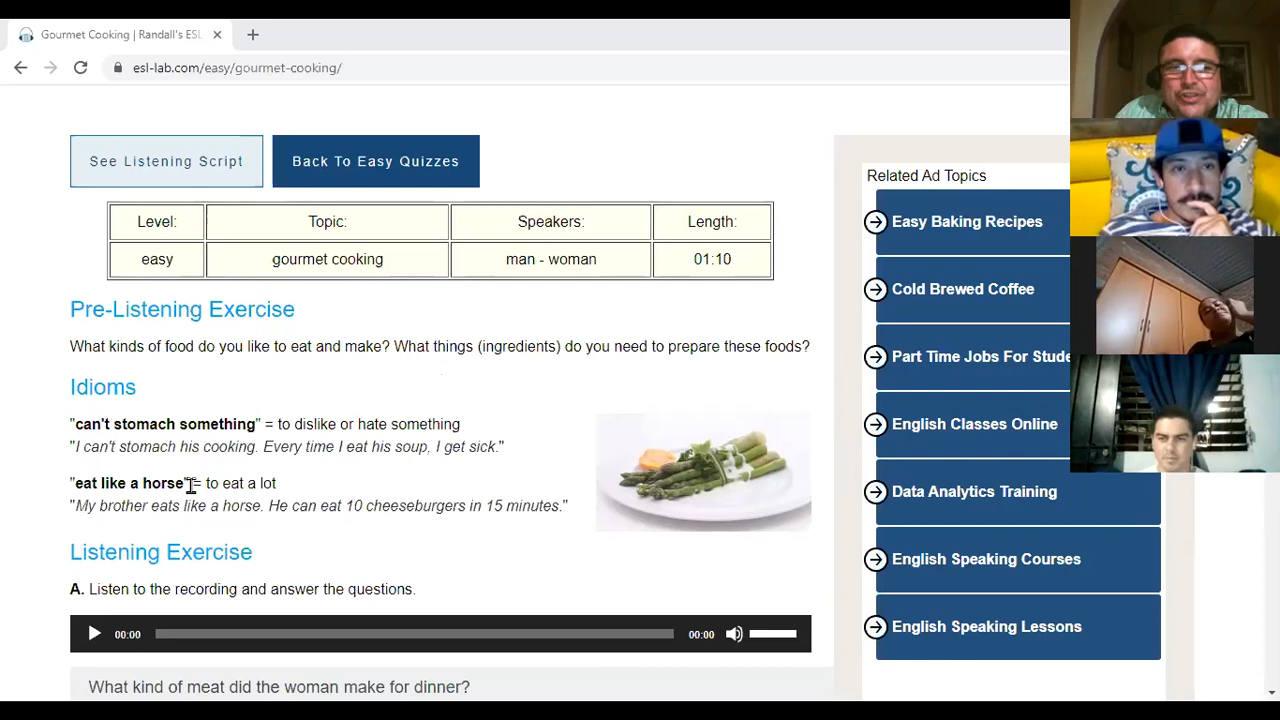 Gourmet Cooking | Randall's ESL
esl-lab.com/easy/gourmet-cooking/
See Listening Script
Back To Easy Quizzes
Level: Topic: Speakers: Length:
easy gourmet cooking man - woman 01:10
Pre-Listening Exercise
What kinds of food do you like to eat and make? What things (ingredients) do you need to prepare these foods?
Idioms
"can't stomach something" = to dislike or hate something
"I can't stomach his cooking. Every time I eat his soup, I get sick."
"eat like a horse" = to eat a lot
"My brother eats like a horse. He can eat 10 cheeseburgers in 15 minutes."
Listening Exercise
A. Listen to the recording and answer the questions.
00:00 00:00
What kind of meat did the woman make for dinner?
Related Ad Topics
Easy Baking Recipes
Cold Brewed Coffee
Part Time Jobs For Stude
English Classes Online
Data Analytics Training
English Speaking Courses
English Speaking Lessons